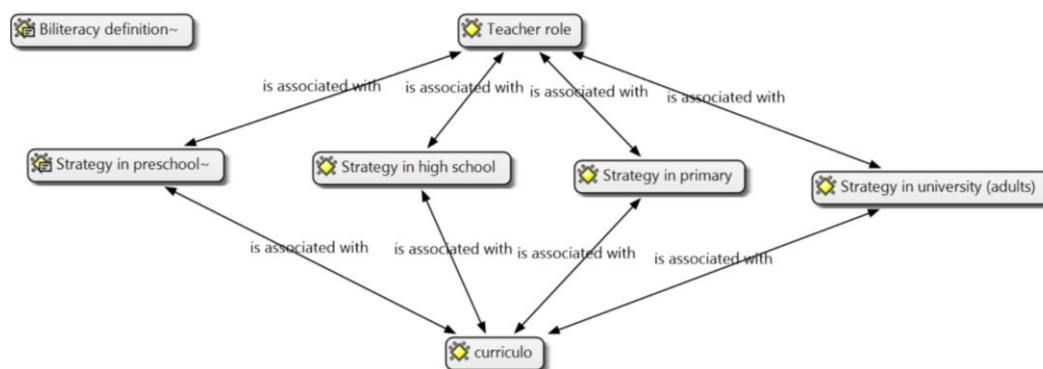 Biliteracy definition~
Teacher role
is associated with
is associated with
is associated with
is associated with
Strategy in preschool~
Strategy in high school
Strategy in primary
Strategy in university (adults)
is associated with
is associated with
is associated with
is associated with
curriculo